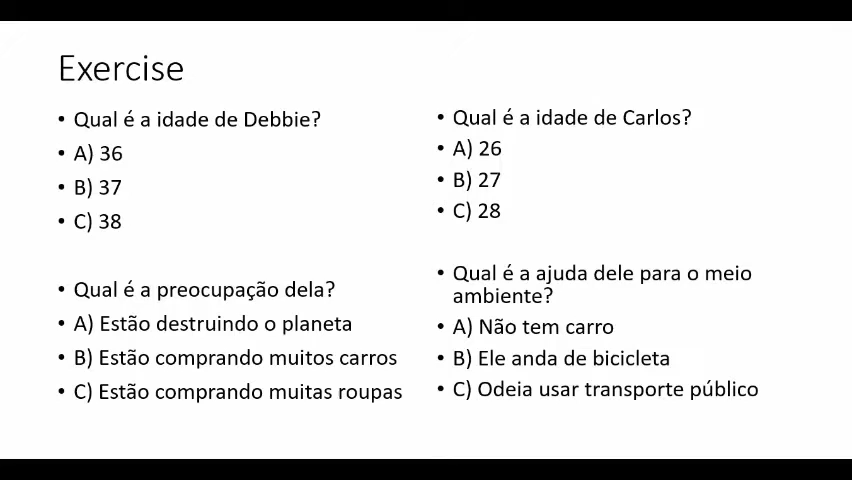 Exercise
• Qual é a idade de Debbie?
• A) 36
• B) 37
• C) 38
• Qual é a preocupação dela?
• A) Estão destruindo o planeta
• B) Estão comprando muitos carros
• C) Estão comprando muitas roupas
• Qual é a idade de Carlos?
• A) 26
• B) 27
• C) 28
• Qual é a ajuda dele para o meio
ambiente?
• A) Não tem carro
• B) Ele anda de bicicleta
• C) Odeia usar transporte público